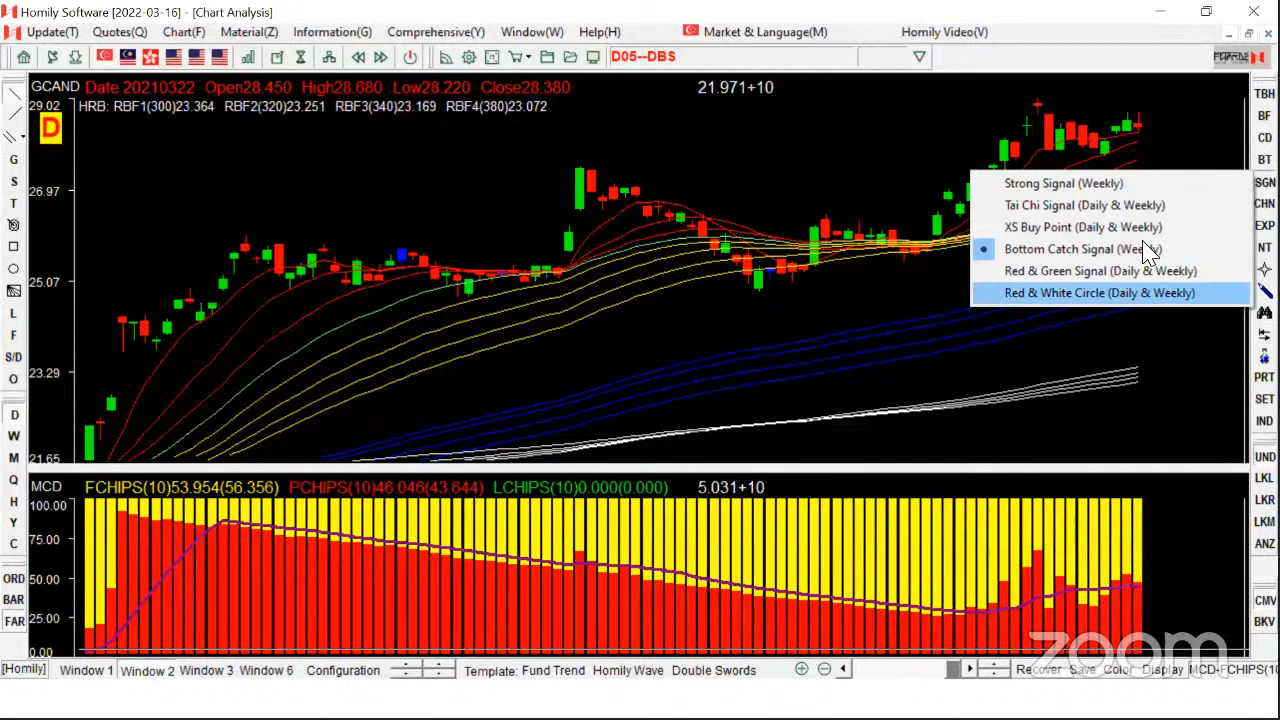 Homily Software [2022-03-16] - [Chart Analysis]
Update(T) Quotes(Q) Chart(F) Material(Z) Information(G) Comprehensive(Y) Window(W) Help(H) Market & Language(M) Homily Video(V)
D05--DBS
GCAND Date 20210322 Open28.450 High28.680 Low28.220 Close28.380 21.971+10
29.02 HRB: RBF1(300)23.364 RBF2(320)23.251 RBF3(340)23.169 RBF4(380)23.072
D
26.97
25.07
23.29
21.65
Strong Signal (Weekly)
Tai Chi Signal (Daily & Weekly)
XS Buy Point (Daily & Weekly)
Bottom Catch Signal (Weekly)
Red & Green Signal (Daily & Weekly)
Red & White Circle (Daily & Weekly)
MCD FCHIPS(10)53.954(56.356) PCHIPS(10)46.046(43.644) LCHIPS(10)0.000(0.000) 5.031+10
100.00
75.00
50.00
25.00
0.00
G
S
T
L
F
S/D
O
D
W
M
Q
H
Y
C
ORD
BAR
FAR
TBH
BF
CD
BT
SGN
CHN
EXP
NT
PRT
SET
IND
UND
LKL
LKR
LKM
ANZ
CMV
BKV
zoom
[Homily] Window 1 Window 2 Window 3 Window 6 Configuration Template: Fund Trend Homily Wave Double Swords Recover Save Color Display MCD-FCHIPS(10